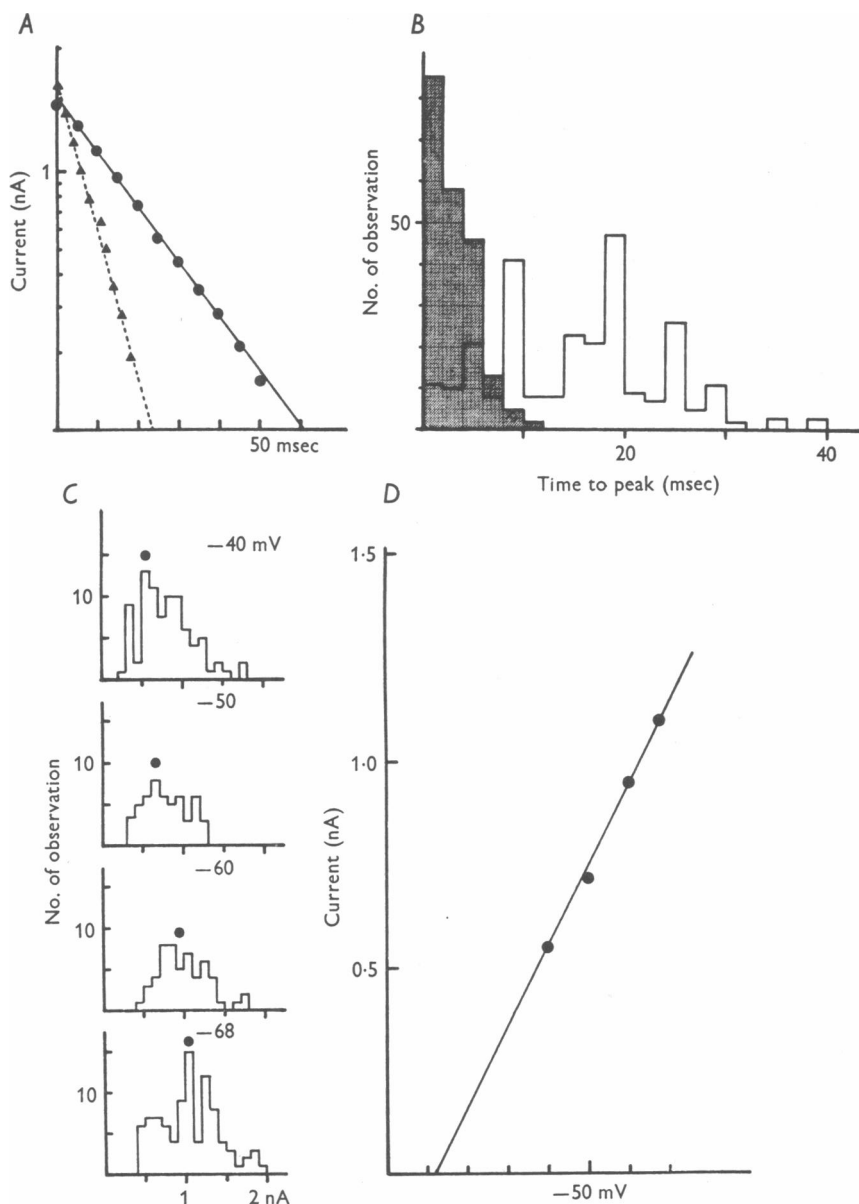 A
Current (nA)
1
50 msec
B
No. of observation
50
20
40
Time to peak (msec)
C
No. of observation
−40 mV
10
−50
10
−60
10
−68
10
1
2 nA
D
Current (nA)
1·5
1·0
0·5
−50 mV